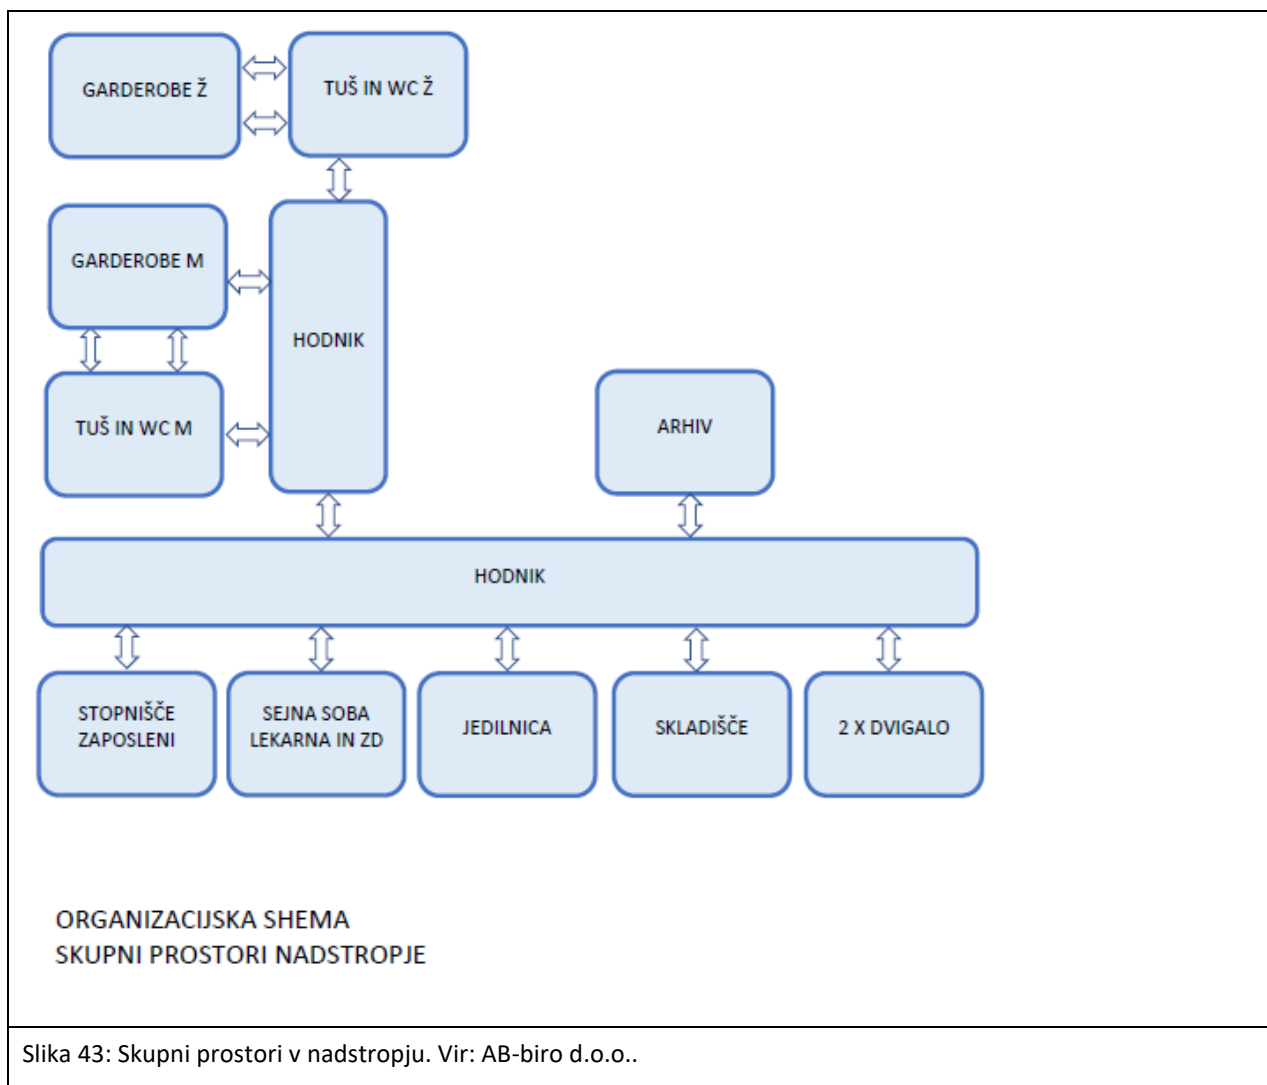 GARDEROBE Ž
TUŠ IN WC Ž
GARDEROBE M
HODNIK
TUŠ IN WC M
ARHIV
HODNIK
STOPNIŠČE
ZAPOSLENI
SEJNA SOBA
LEKARNA IN ZD
JEDILNICA
SKLADIŠČE
2 X DVIGALO
ORGANIZACIJSKA SHEMA
SKUPNI PROSTORI NADSTROPJE
Slika 43: Skupni prostori v nadstropju. Vir: AB-biro d.o.o..